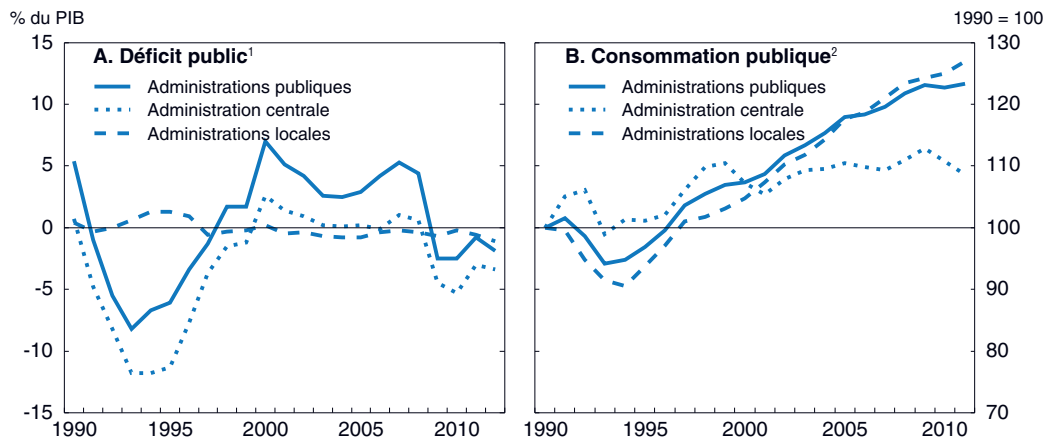 % du PIB
1990 = 100
A. Déficit public¹
Administrations publiques
Administration centrale
Administrations locales
15
10
5
0
-5
-10
-15
1990
1995
2000
2005
2010
B. Consommation publique²
Administrations publiques
Administration centrale
Administrations locales
130
120
110
100
90
80
70
1990
1995
2000
2005
2010